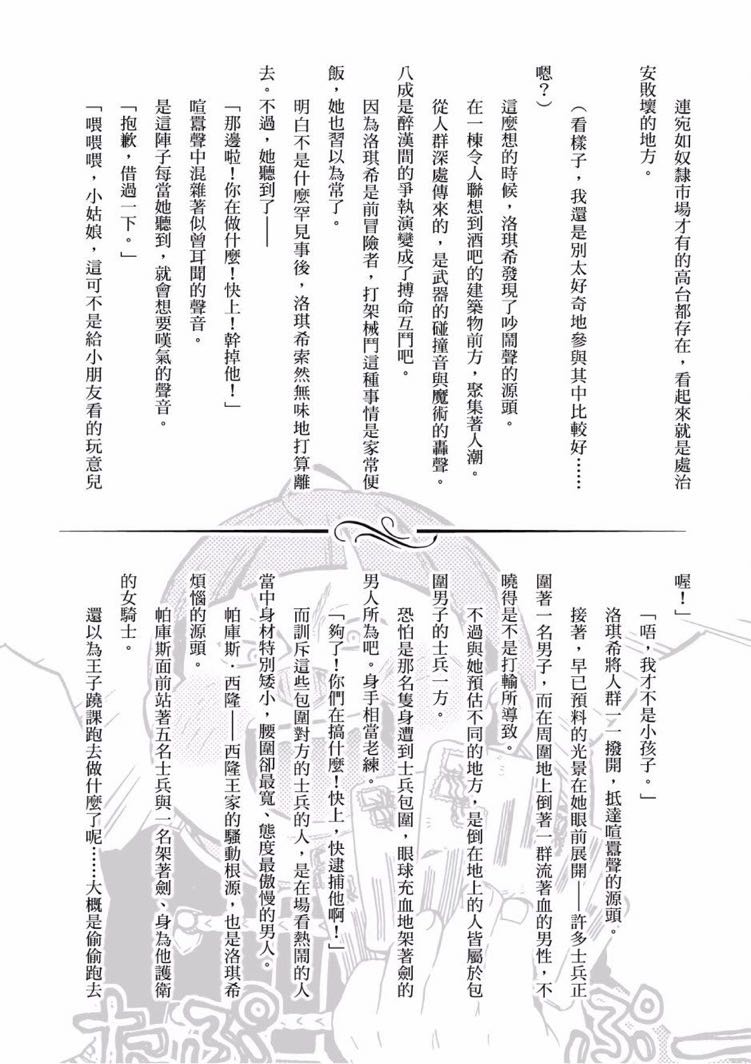 連宛如奴隸市場才有的高台都存在，看起來就是處治
安敗壞的地方。
（看樣子，我還是別太好奇地參與其中比較好……
嗯？）
這麼想的時候，洛琪希發現了吵鬧聲的源頭。
在一棟令人聯想到酒吧的建築物前方，聚集著人潮。
從人群深處傳來的，是武器的碰撞音與魔術的轟聲。
八成是醉漢間的爭執演變成了搏命互鬥吧。
因為洛琪希是前冒險者，打架械鬥這種事情是家常便
飯，她也習以為常了。
明白不是什麼罕見事後，洛琪希索然無味地打算離
去。不過，她聽到了——
「那邊啦！你在做什麼！快上！幹掉他！」
喧囂聲中混雜著似曾耳聞的聲音。
是這陣子每當她聽到，就會想要嘆氣的聲音。
「抱歉，借過一下。」
「喂喂喂，小姑娘，這可不是給小朋友看的玩意兒
喔！」
「唔，我才不是小孩子。」
洛琪希將人群一一撥開，抵達喧囂聲的源頭。
接著，早已預料的光景在她眼前展開——許多士兵正
圍著一名男子，而在周圍地上倒著一群流著血的男性，不
曉得是不是打輸所導致。
不過與她預估不同的地方，是倒在地上的人皆屬於包
圍男子的士兵一方。
恐怕是那名隻身遭到士兵包圍，眼球充血地架著劍的
男人所為吧。身手相當老練。
「夠了！你們在搞什麼！快上，快逮捕他啊！」
而訓斥這些包圍對方的士兵的人，是在場看熱鬧的人
當中身材特別矮小，腰圍卻最寬、態度最傲慢的男人。
帕庫斯·西隆——西隆王家的騷動根源，也是洛琪希
煩惱的源頭。
帕庫斯面前站著五名士兵與一名架著劍、身為他護衛
的女騎士。
還以為王子蹺課跑去做什麼了呢……大概是偷偷跑去
たぷ
ぷ